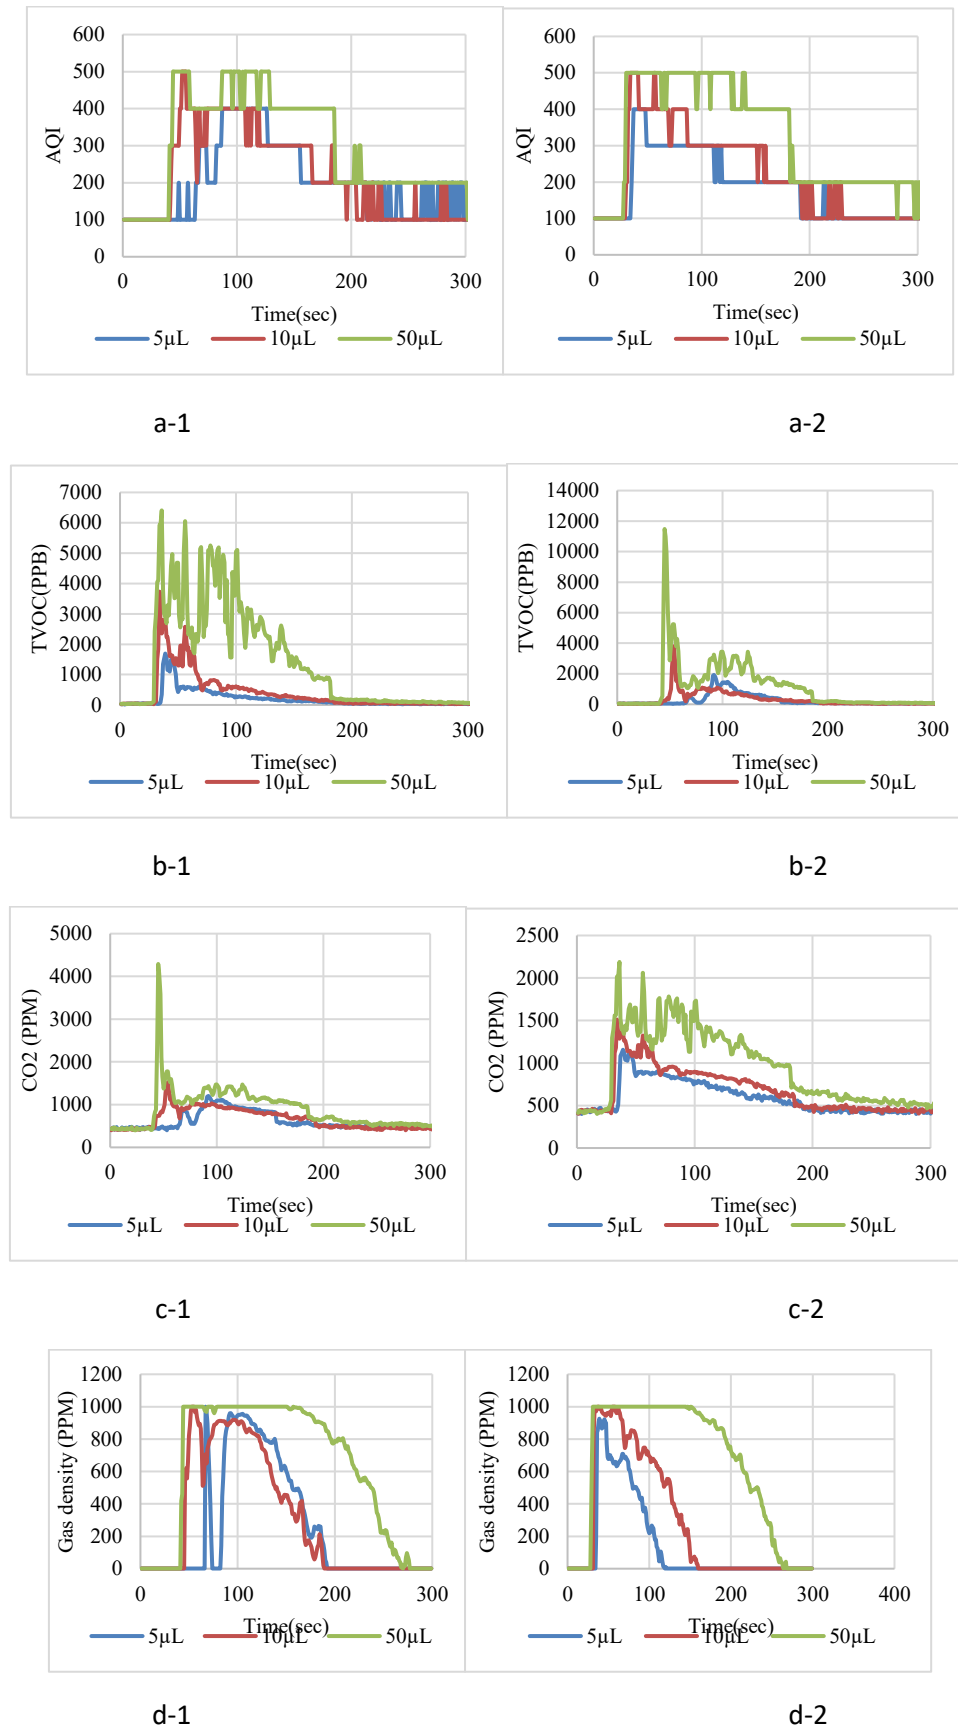 600
500
400
300
200
100
0
AQI
0 100 200 300
Time(sec)
5µL 10µL 50µL
600
500
400
300
200
100
0
AQI
0 100 200 300
Time(sec)
5µL 10µL 50µL
a-1 a-2
7000
6000
5000
4000
3000
2000
1000
0
TVOC(PPB)
0 100 200 300
Time(sec)
5µL 10µL 50µL
14000
12000
10000
8000
6000
4000
2000
0
TVOC(PPB)
0 100 200 300
Time(sec)
5µL 10µL 50µL
b-1 b-2
5000
4000
3000
2000
1000
0
CO2 (PPM)
0 100 200 300
Time(sec)
5µL 10µL 50µL
2500
2000
1500
1000
500
0
CO2 (PPM)
0 100 200 300
Time(sec)
5µL 10µL 50µL
c-1 c-2
1200
1000
800
600
400
200
0
Gas density (PPM)
0 100 200 300
Time(sec)
5µL 10µL 50µL
1200
1000
800
600
400
200
0
Gas density (PPM)
0 100 200 300 400
Time(sec)
5µL 10µL 50µL
d-1 d-2